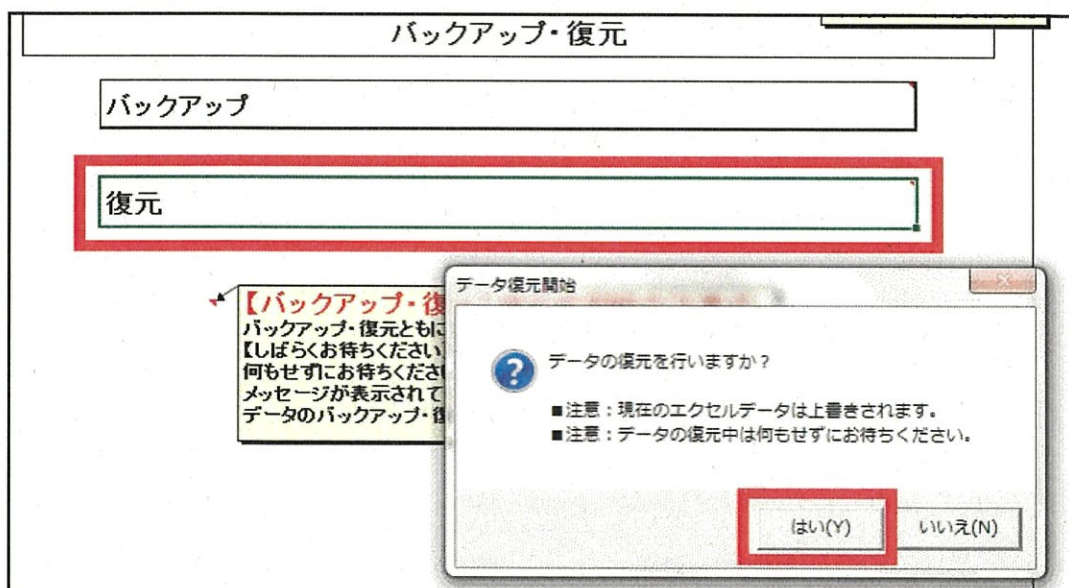 バックアップ・復元
バックアップ
復元
データ復元開始
【バックアップ・復
バックアップ・復元ともに
【しばらくお待ちください
何もせずにお待ちくださ
メッセージが表示されて
データのバックアップ・復
データの復元を行いますか？
■注意：現在のエクセルデータは上書きされます。
■注意：データの復元中は何もせずにお待ちください。
はい(Y)
いいえ(N)